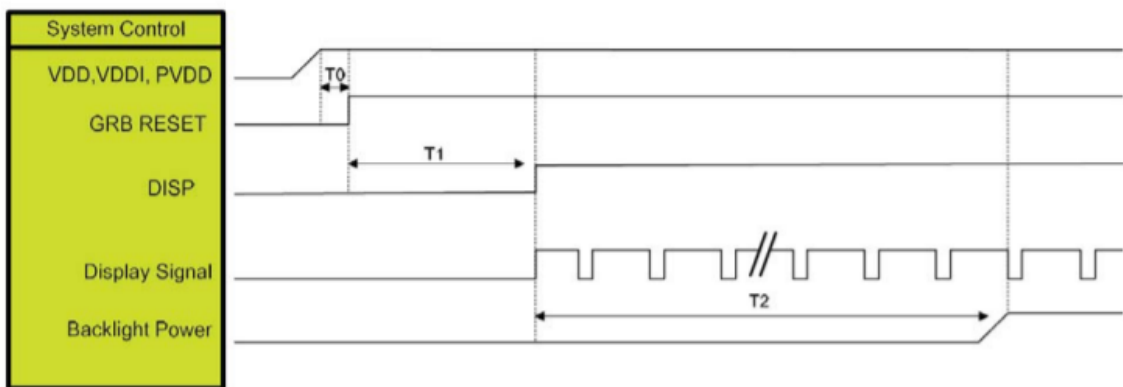 System Control
VDD,VDDI, PVDD
T0
GRB RESET
T1
DISP
Display Signal
T2
Backlight Power